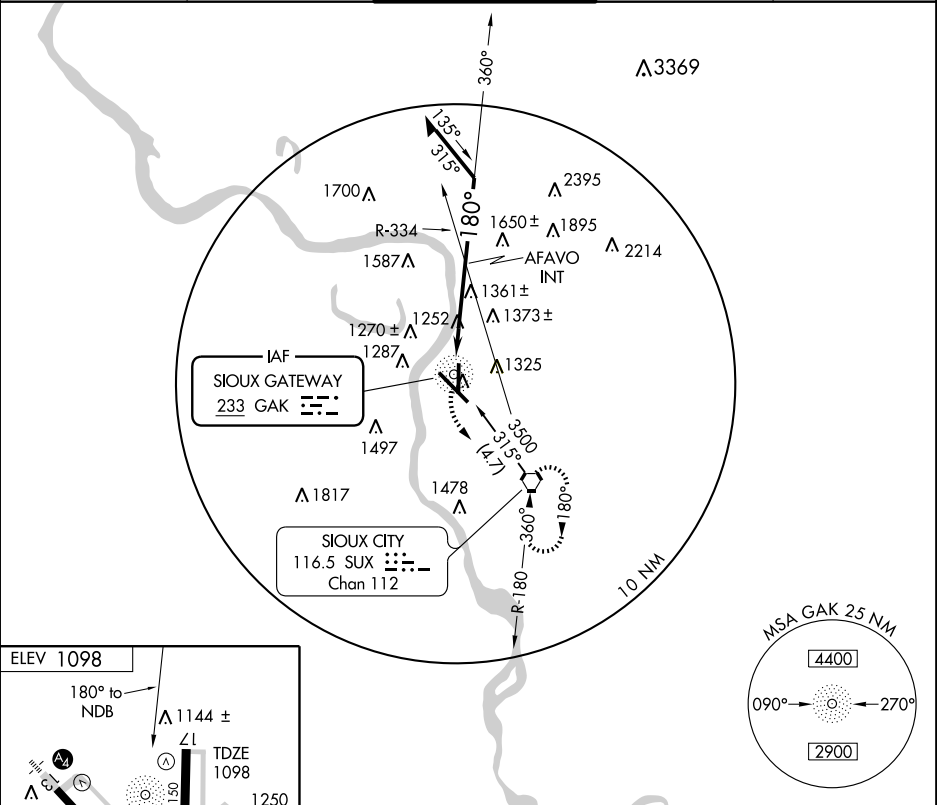 360°
3369
135°
315°
1700
180°
2395
R-334
1650 ±
1895
AFAVO
INT
2214
1587
1361 ±
1252
1373 ±
1270 ±
1287
1325
IAF
SIOUX GATEWAY
233 GAK
1497
3500
315°
(4.7)
1817
1478
360°
180°
SIOUX CITY
116.5 SUX
Chan 112
R-180
10 NM
MSA GAK 25 NM
4400
090°
270°
2900
ELEV 1098
180° to
NDB
1144 ±
17
TDZE
1098
A4
13
150
1250